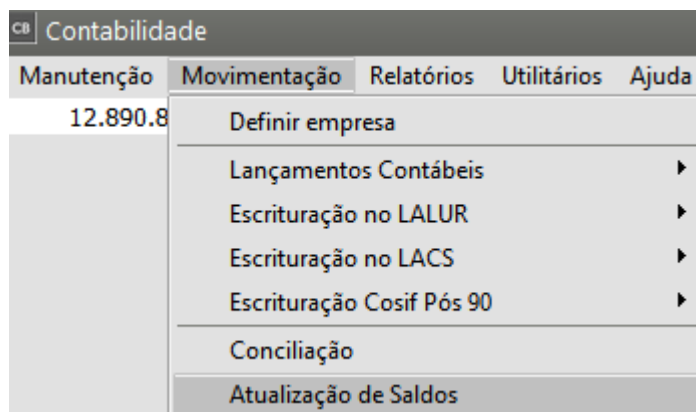 CB Contabilidade
Manutenção Movimentação Relatórios Utilitários Ajuda
12.890.8
Definir empresa
Lançamentos Contábeis
Escrituração no LALUR
Escrituração no LACS
Escrituração Cosif Pós 90
Conciliação
Atualização de Saldos